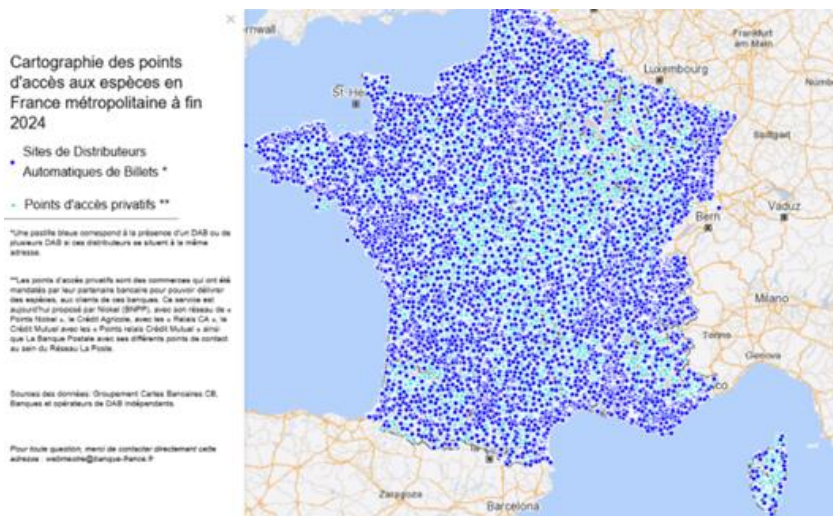 ×
Cartographie des points
d'accès aux espèces en
France métropolitaine à fin
2024
Sites de Distributeurs
Automatiques de Billets *
Points d'accès privatifs **
*Une pastille bleue correspond à la présence d'un DAB ou de
plusieurs DAB si ces distributeurs se situent à la même
adresse.
**Les points d'accès privatifs sont des commerces qui ont été
mandatés par leur partenaire bancaire pour pouvoir délivrer
des espèces, aux clients de ces banques. Ce service est
aujourd'hui proposé par Nickel (BNPP), avec son réseau de «
Points Nickel », le Crédit Agricole, avec les « Relais CA », le
Crédit Mutuel avec les « Points relais Crédit Mutuel » ainsi
que La Banque Postale avec ses différents points de contact
au sein du Réseau La Poste.
Sources des données: Groupement Cartes Bancaires CB,
Banques et opérateurs de DAB indépendants.
Pour toute question, merci de contacter directement cette
adresse : webmestre@banque-france.fr
rnwall
Frankfurt
am Main
Luxembourg
Nürnb
St-He
Stuttgart
Bern
Vaduz
Milano
Torino
Genova
co
Zaragoza
Barcelona